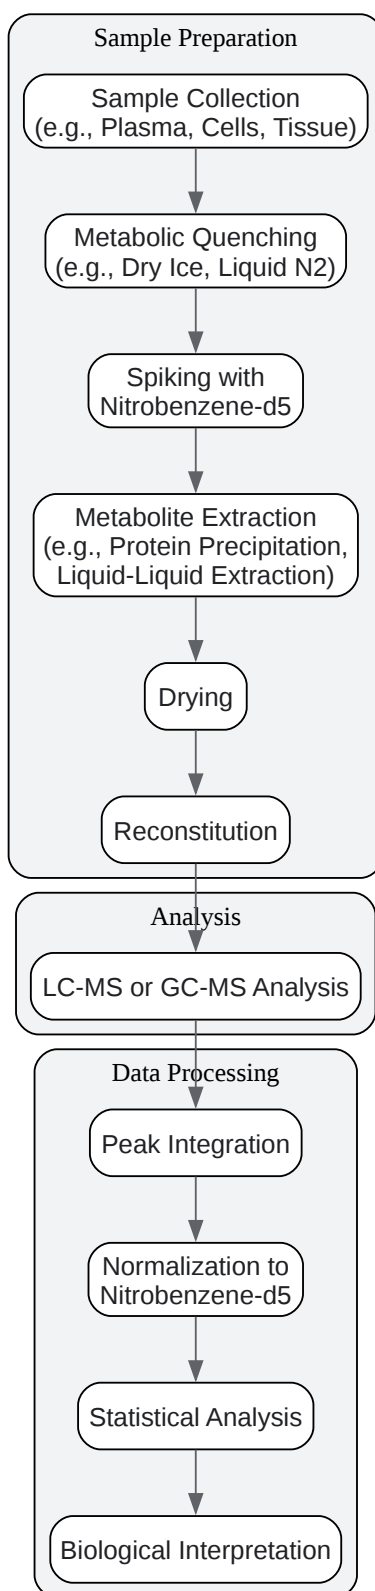 Sample Preparation
Sample Collection
(e.g., Plasma, Cells, Tissue)
Metabolic Quenching
(e.g., Dry Ice, Liquid N2)
Spiking with
Nitrobenzene-d5
Metabolite Extraction
(e.g., Protein Precipitation,
Liquid-Liquid Extraction)
Drying
Reconstitution
Analysis
LC-MS or GC-MS Analysis
Data Processing
Peak Integration
Normalization to
Nitrobenzene-d5
Statistical Analysis
Biological Interpretation